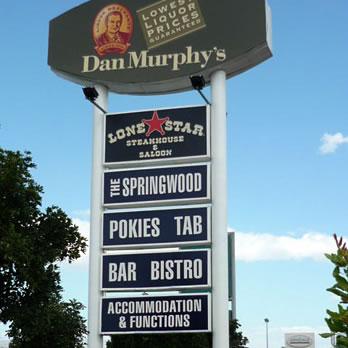 LOWEST
LIQUOR
PRICES
GUARANTEED
Dan Murphy's
LONE STAR
STEAKHOUSE
&
SALOON
THE SPRINGWOOD
POKIES TAB
BAR BISTRO
ACCOMMODATION
& FUNCTIONS